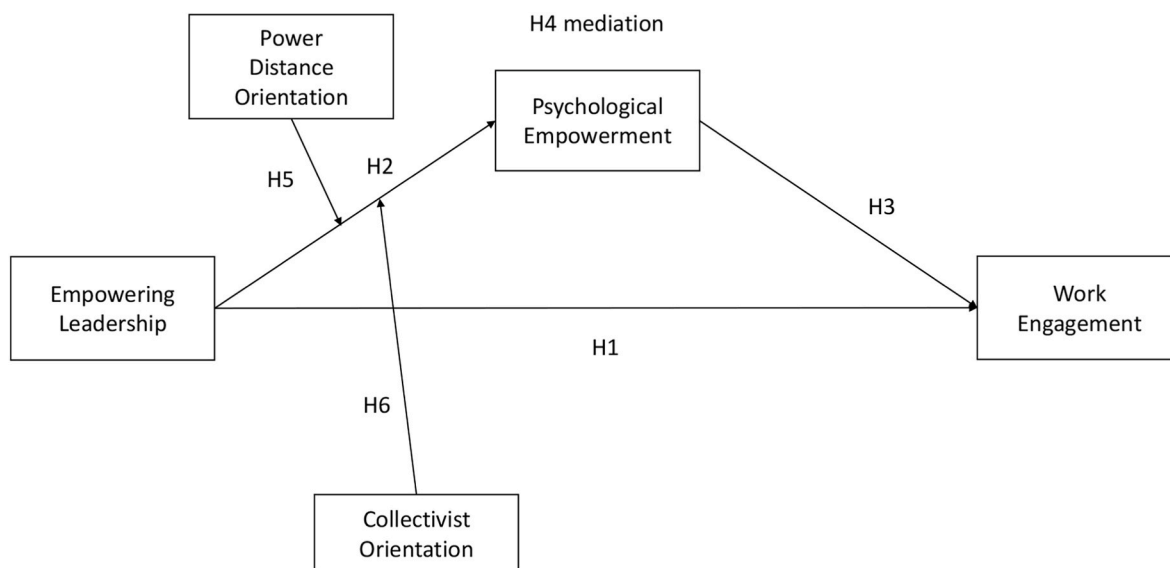 H4 mediation
Power
Distance
Orientation
Psychological
Empowerment
H2
H5
H3
Empowering
Leadership
Work
Engagement
H1
H6
Collectivist
Orientation